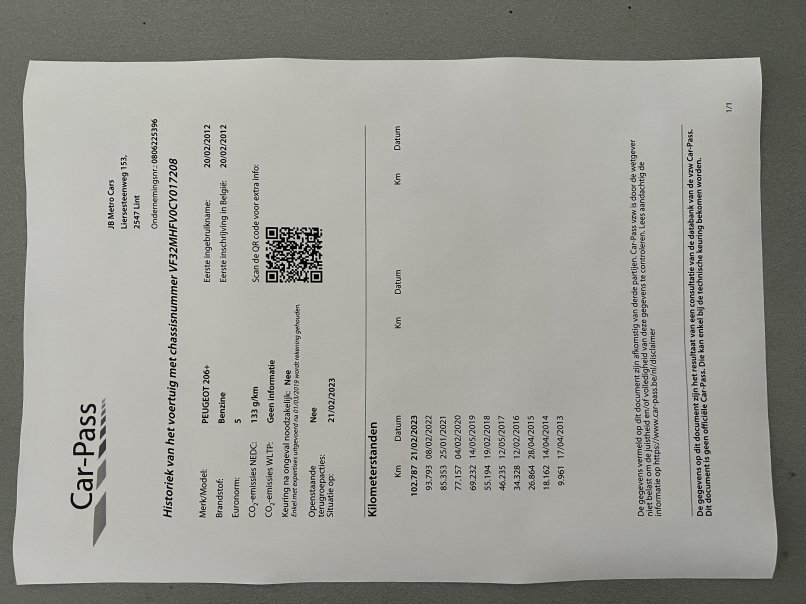 Car-Pass
JB Metro Cars
Liersesteenweg 153,
2547 Lint
Ondernemingsnr.: 0806225396
Historiek van het voertuig met chassisnummer VF32MHFV0CY017208
Merk/Model: PEUGEOT 206+
Brandstof: Benzine
Euronorm: 5
CO2-emissies NEDC: 133 g/km
CO2-emissies WLTP: Geen informatie
Keuring na ongeval noodzakelijk: Nee
Enkel met expertises uitgevoerd na 01/03/2019 wordt rekening gehouden.
Openstaande Nee
terugroepacties:
Situatie op: 21/02/2023
Eerste ingebruikname: 20/02/2012
Eerste inschrijving in België: 20/02/2012
Scan de QR code voor extra info:
Kilometerstanden
Km Datum Km Datum Km Datum
102.787 21/02/2023
93.793 08/02/2022
85.353 25/01/2021
77.157 04/02/2020
69.232 14/05/2019
55.194 19/02/2018
46.235 12/05/2017
34.328 12/02/2016
26.864 28/04/2015
18.162 14/04/2014
9.961 17/04/2013
De gegevens vermeld op dit document zijn afkomstig van derde partijen. Car-Pass vzw is door de wetgever
niet belast om de juistheid en/of volledigheid van deze gegevens te controleren. Lees aandachtig de
informatie op https://www.car-pass.be/nl/disclaimer
De gegevens op dit document zijn het resultaat van een consultatie van de databank van de vzw Car-Pass.
Dit document is geen officiële Car-Pass. Die kan enkel bij de technische keuring bekomen worden.
1/1